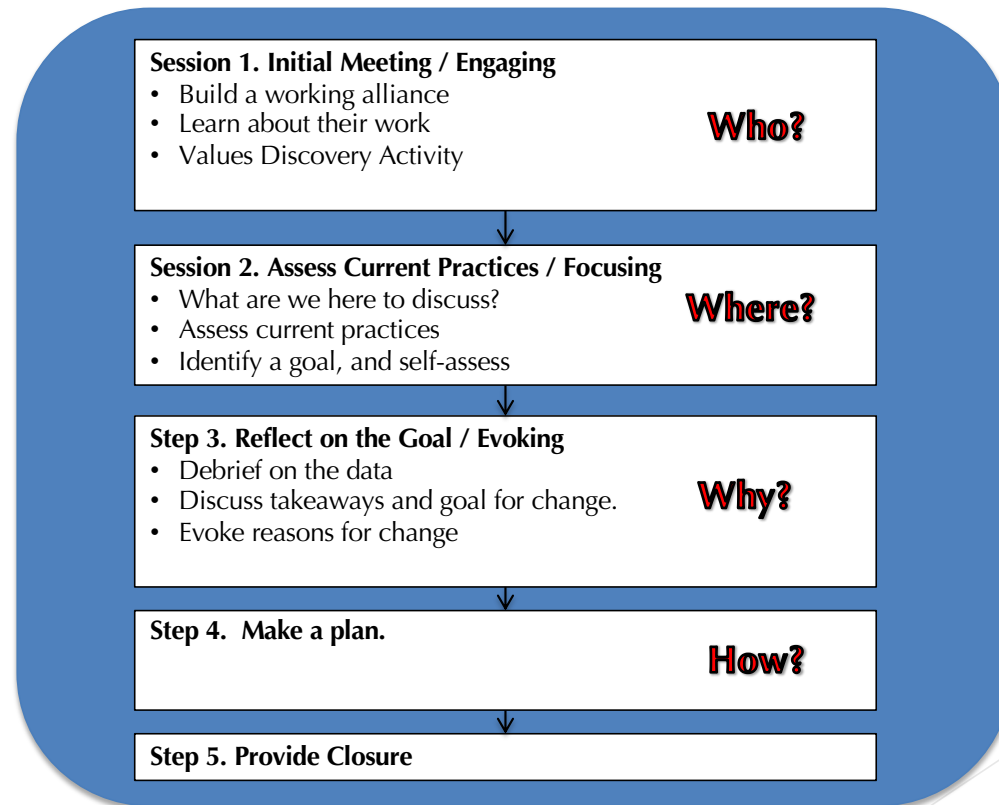 Session 1. Initial Meeting / Engaging
• Build a working alliance
• Learn about their work
• Values Discovery Activity
Who?
Session 2. Assess Current Practices / Focusing
• What are we here to discuss?
• Assess current practices
• Identify a goal, and self-assess
Where?
Step 3. Reflect on the Goal / Evoking
• Debrief on the data
• Discuss takeaways and goal for change.
• Evoke reasons for change
Why?
Step 4.  Make a plan.
How?
Step 5. Provide Closure